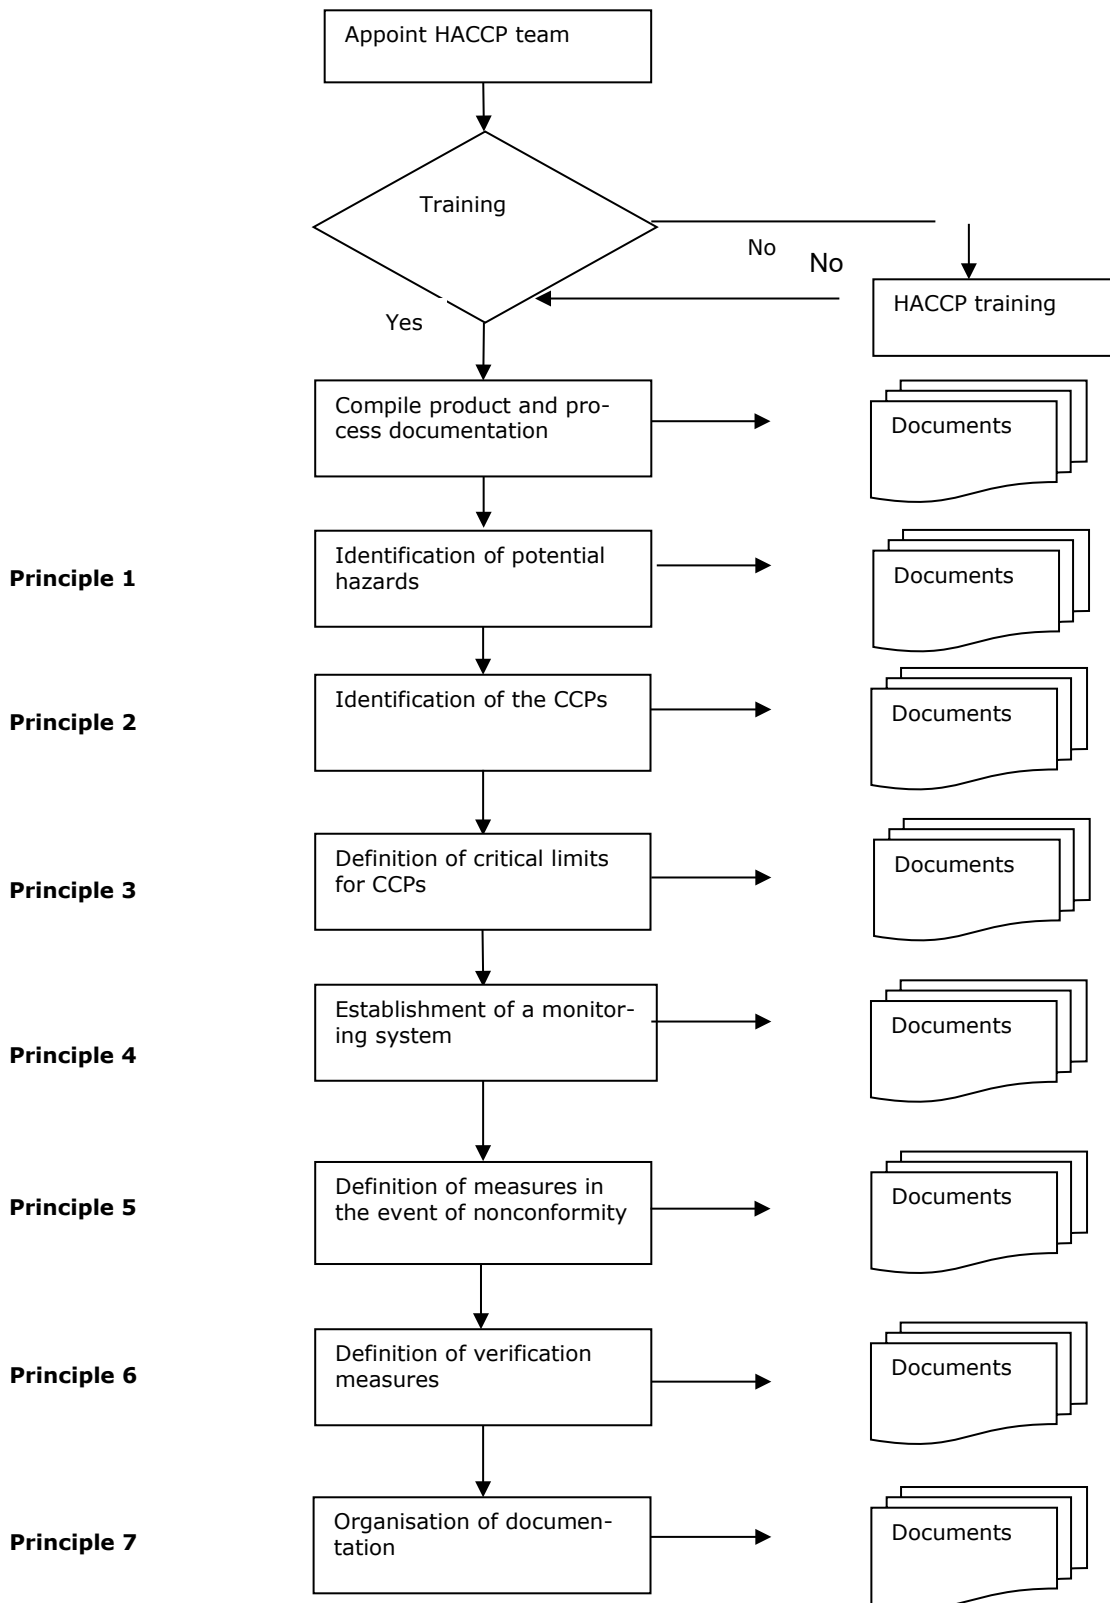 Appoint HACCP team
Training
No
No
HACCP training
Yes
Compile product and pro-
cess documentation
Documents
Principle 1
Identification of potential
hazards
Documents
Principle 2
Identification of the CCPs
Documents
Principle 3
Definition of critical limits
for CCPs
Documents
Principle 4
Establishment of a monitor-
ing system
Documents
Principle 5
Definition of measures in
the event of nonconformity
Documents
Principle 6
Definition of verification
measures
Documents
Principle 7
Organisation of documen-
tation
Documents